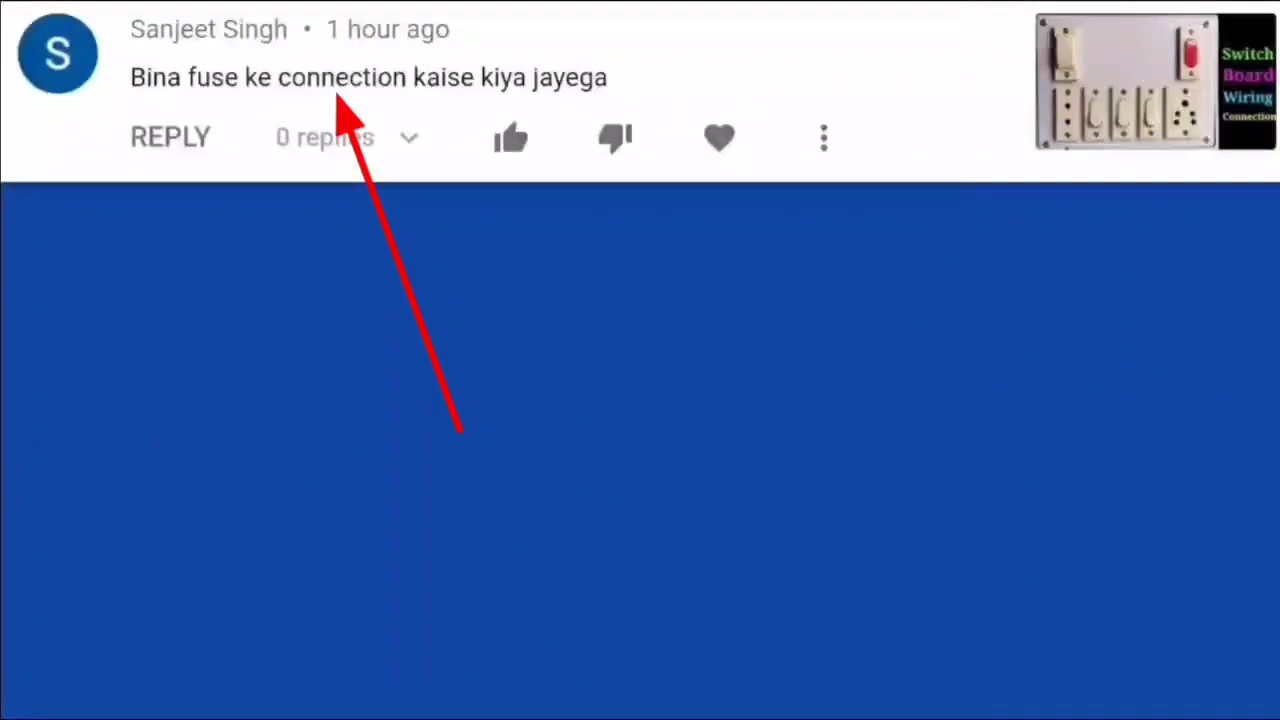 Sanjeet Singh • 1 hour ago
S
Bina fuse ke connection kaise kiya jayega
REPLY 0 replies
Switch
Board
Wiring
Connection